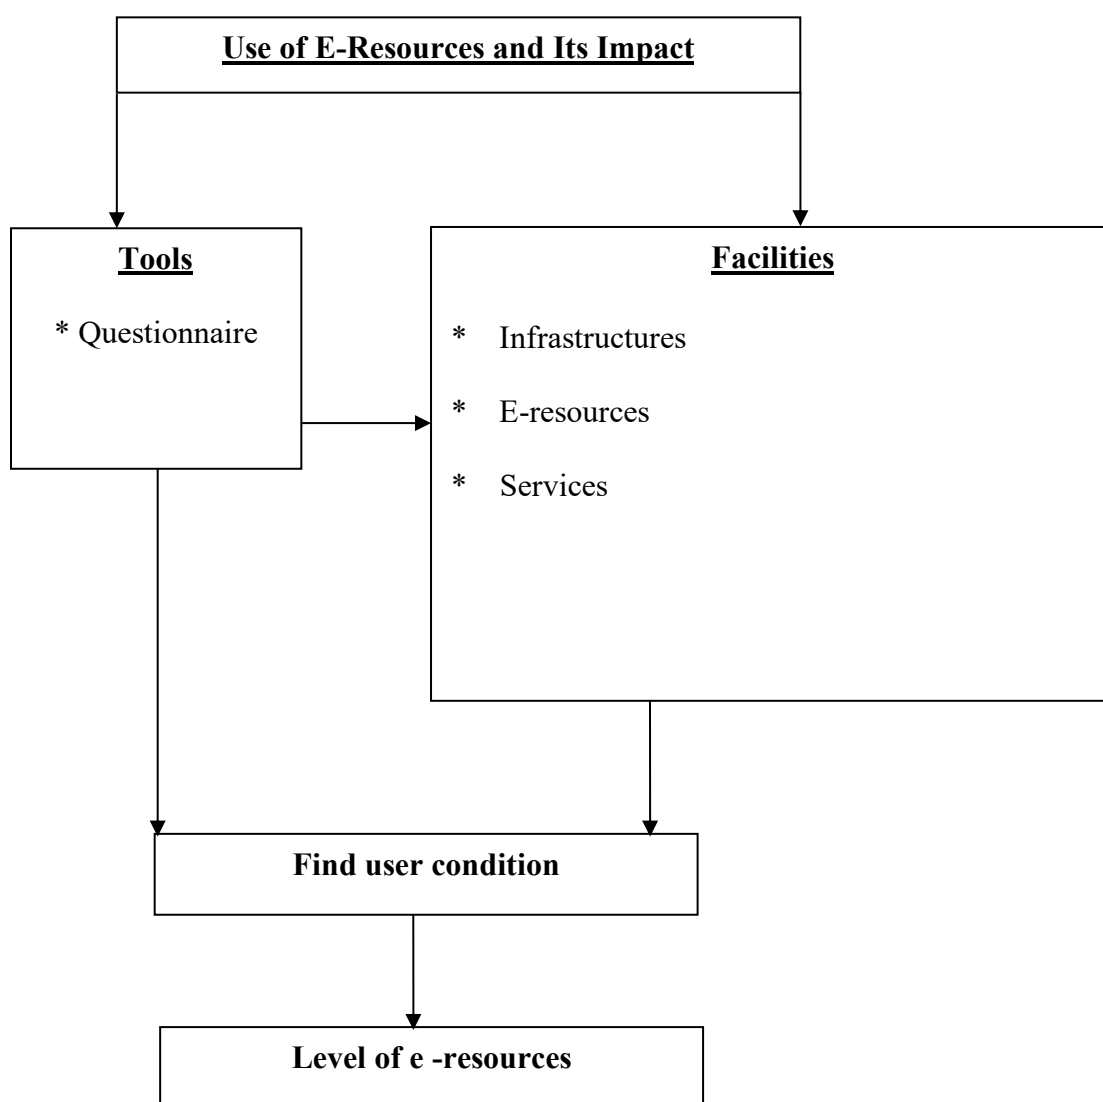 Use of E-Resources and Its Impact
Tools
* Questionnaire
Facilities
* Infrastructures
* E-resources
* Services
Find user condition
Level of e -resources